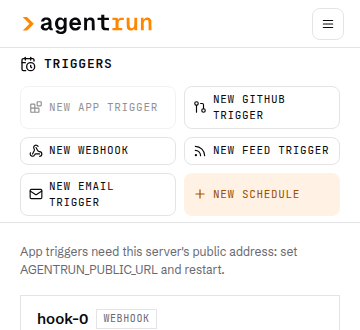 agentrun
TRIGGERS
NEW APP TRIGGER
NEW GITHUB
TRIGGER
NEW WEBHOOK
NEW FEED TRIGGER
NEW EMAIL
TRIGGER
NEW SCHEDULE
App triggers need this server's public address: set
AGENTRUN_PUBLIC_URL and restart.
hook-0 WEBHOOK